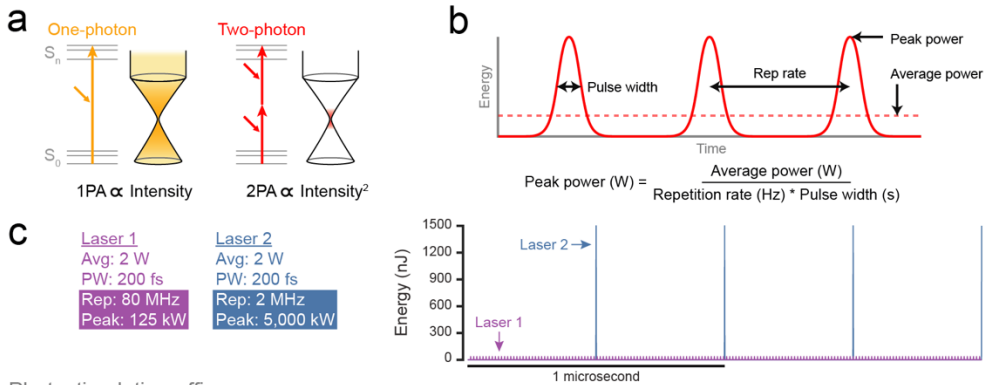 a
One-photon
Two-photon
Sn
S0
1PA ∝ Intensity
2PA ∝ Intensity²
b
Energy
Peak power
Average power
Pulse width
Rep rate
Time
Peak power (W) = Average power (W)
Repetition rate (Hz) * Pulse width (s)
c
Laser 1
Avg: 2 W
PW: 200 fs
Rep: 80 MHz
Peak: 125 kW
Laser 2
Avg: 2 W
PW: 200 fs
Rep: 2 MHz
Peak: 5,000 kW
Energy (nJ)
1500
1200
900
600
300
0
Laser 2
Laser 1
1 microsecond